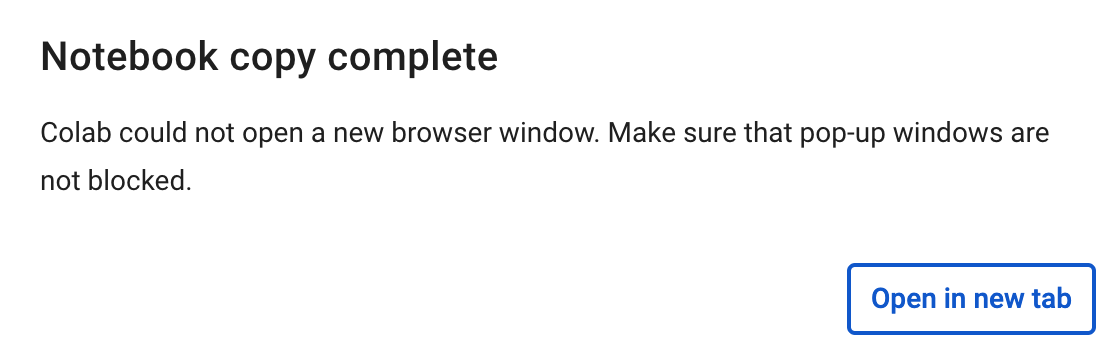 Notebook copy complete
Colab could not open a new browser window. Make sure that pop-up windows are
not blocked.
Open in new tab